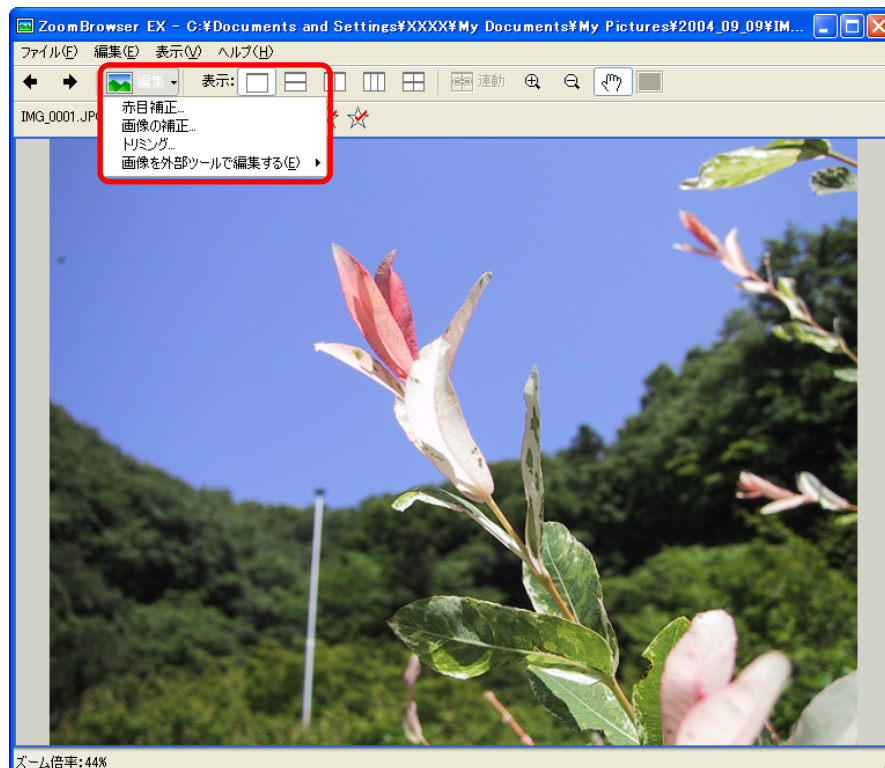 ZoomBrowser EX - C:¥Documents and Settings¥XXXX¥My Documents¥My Pictures¥2004_09_09¥IM...
ファイル(F) 編集(E) 表示(V) ヘルプ(H)
編集 表示: 連動
IMG_0001.JP
赤目補正...
画像の補正...
トリミング...
画像を外部ツールで編集する(E)
ズーム倍率:44%